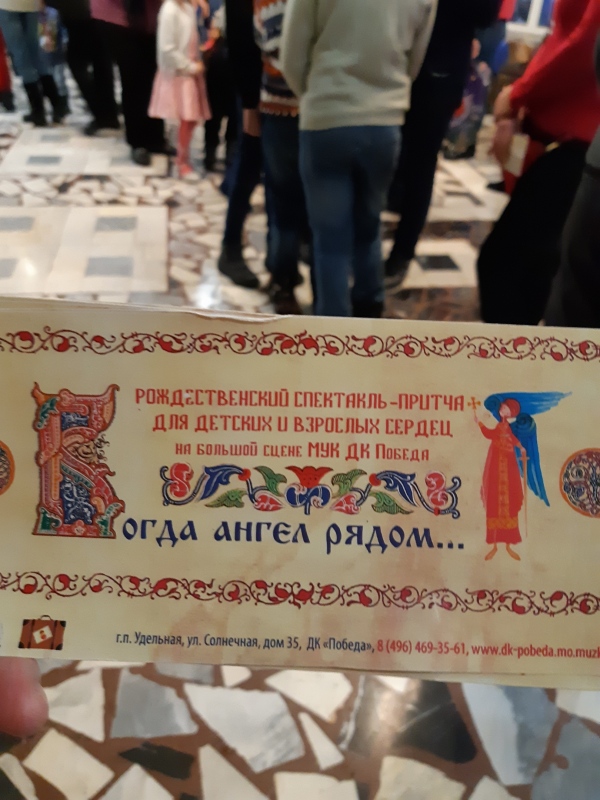 РОЖДЕСТВЕНСКИЙ СПЕКТАКЛЬ-ПРИТЧА
ДЛЯ ДЕТСКИХ И ВЗРОСЛЫХ СЕРДЕЦ
НА БОЛЬШОЙ СЦЕНЕ МУК ДК ПОБЕДА
КОГДА АНГЕЛ РЯДОМ...
г.п. Удельная, ул. Солнечная, дом 35, ДК «Победа», 8 (496) 469-35-61, www.dk-pobeda.mo.muzk